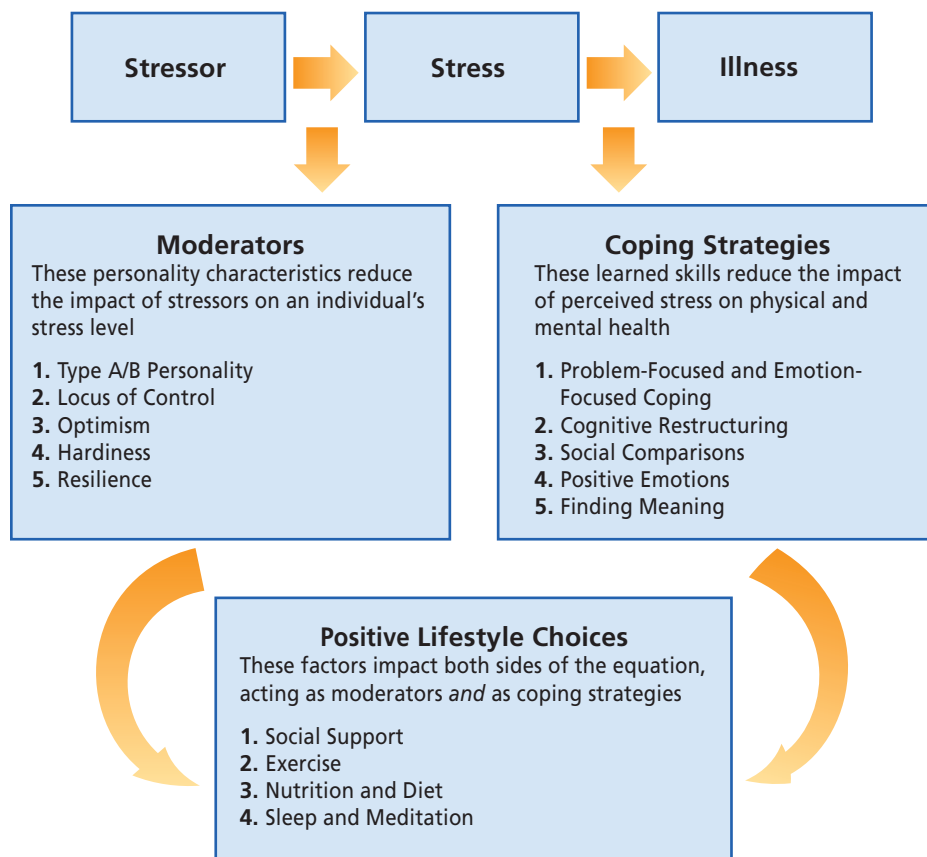 Stressor
Stress
Illness
Moderators
These personality characteristics reduce
the impact of stressors on an individual's
stress level
1. Type A/B Personality
2. Locus of Control
3. Optimism
4. Hardiness
5. Resilience
Coping Strategies
These learned skills reduce the impact
of perceived stress on physical and
mental health
1. Problem-Focused and Emotion-
Focused Coping
2. Cognitive Restructuring
3. Social Comparisons
4. Positive Emotions
5. Finding Meaning
Positive Lifestyle Choices
These factors impact both sides of the equation,
acting as moderators and as coping strategies
1. Social Support
2. Exercise
3. Nutrition and Diet
4. Sleep and Meditation